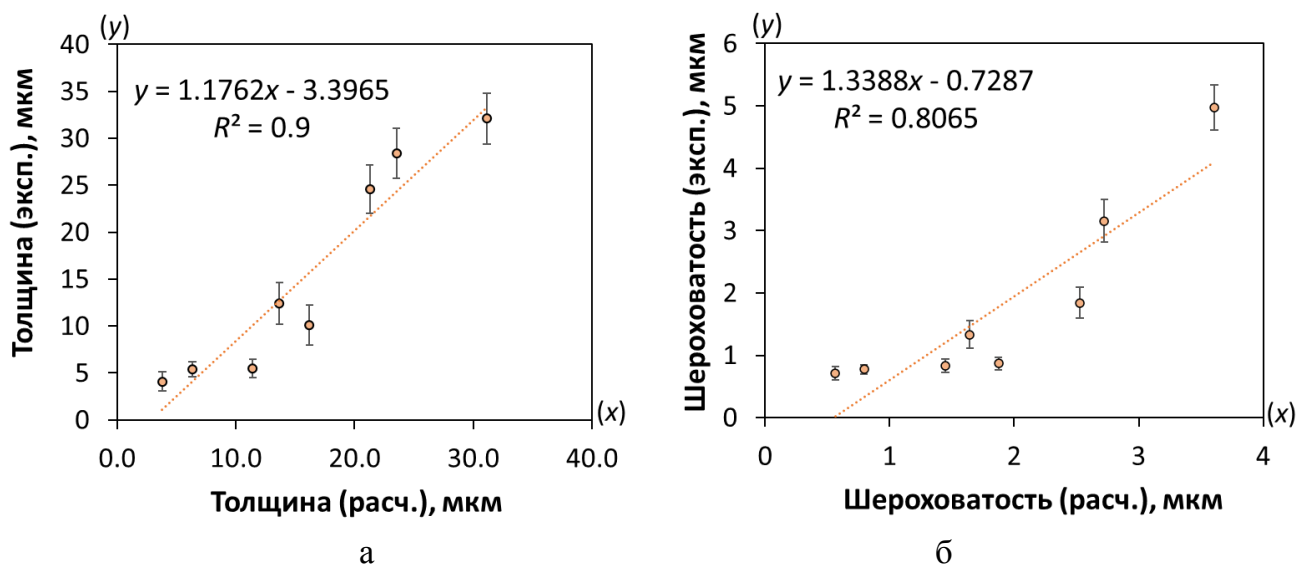 (y)
40
35
30
25
20
15
10
5
0
y = 1.1762x - 3.3965
R² = 0.9
Толщина (эксп.), мкм
(x)
0.0 10.0 20.0 30.0 40.0
Толщина (расч.), мкм
а
(y)
6
5
4
3
2
1
0
y = 1.3388x - 0.7287
R² = 0.8065
Шероховатость (эксп.), мкм
(x)
0 1 2 3 4
Шероховатость (расч.), мкм
б